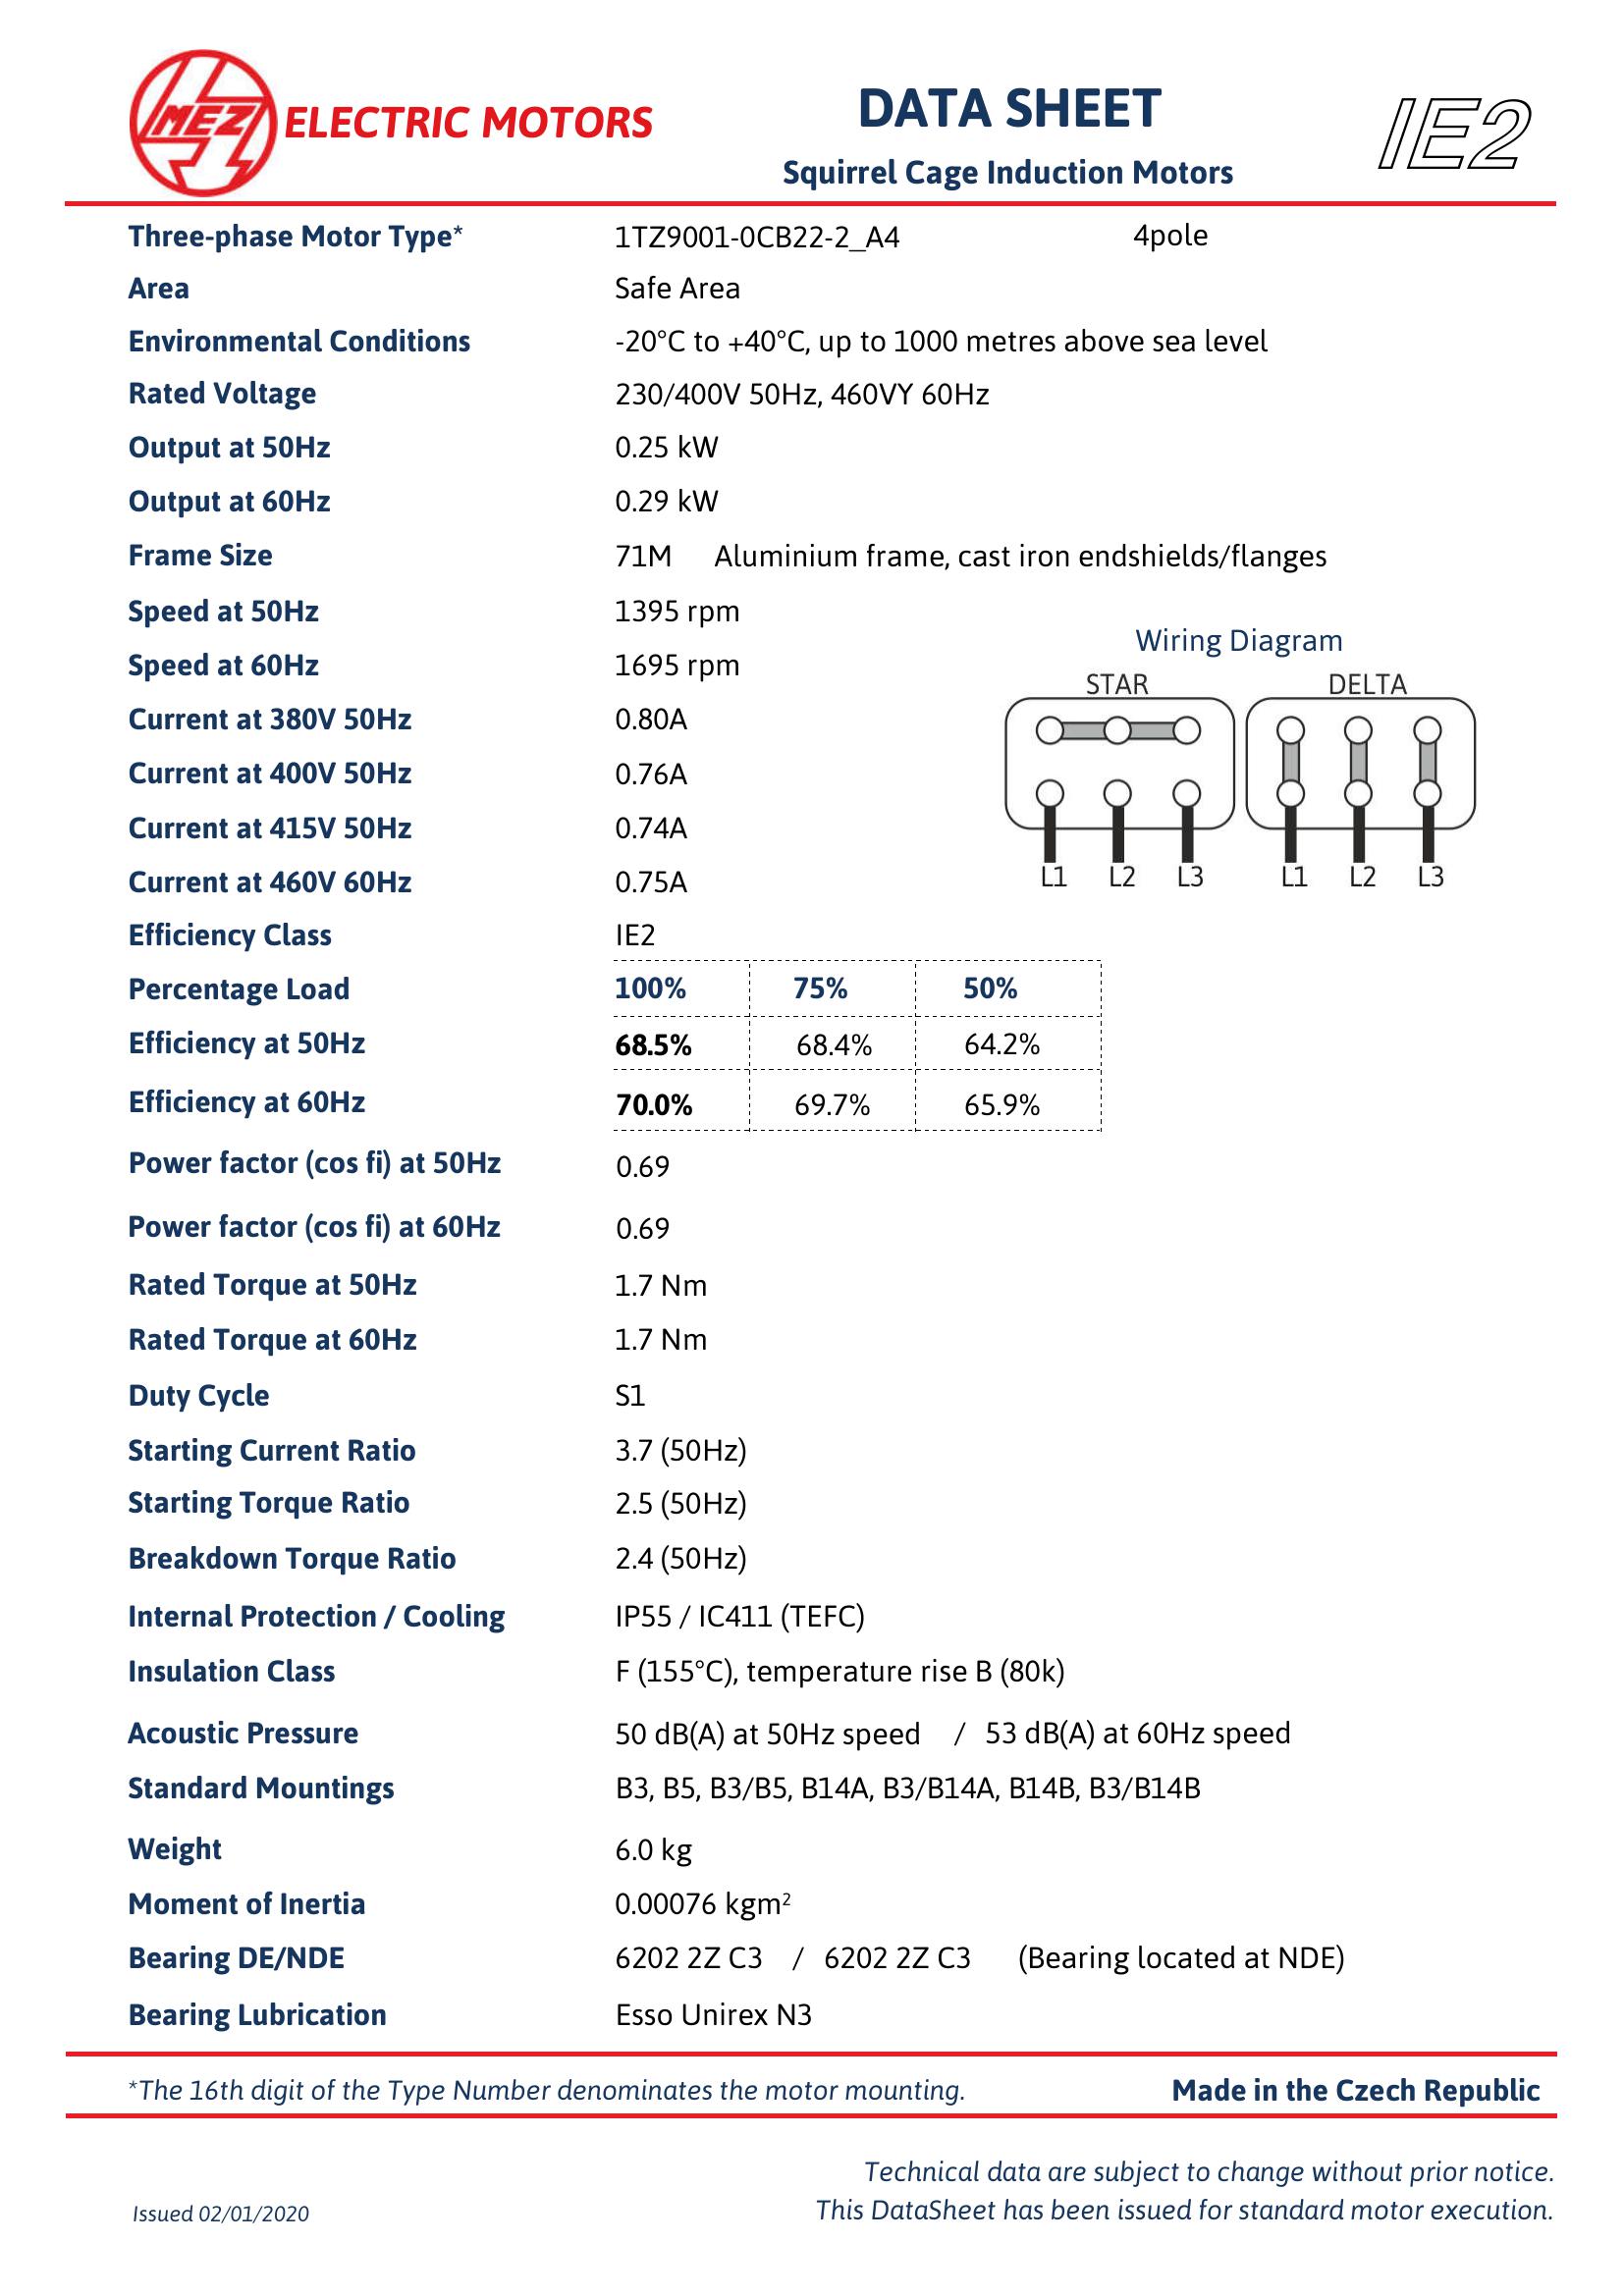 MEZ ELECTRIC MOTORS
DATA SHEET
Squirrel Cage Induction Motors
IE2
Three-phase Motor Type* 1TZ9001-0CB22-2_A4 4pole
Area Safe Area
Environmental Conditions -20°C to +40°C, up to 1000 metres above sea level
Rated Voltage 230/400V 50Hz, 460VY 60Hz
Output at 50Hz 0.25 kW
Output at 60Hz 0.29 kW
Frame Size 71M Aluminium frame, cast iron endshields/flanges
Speed at 50Hz 1395 rpm
Speed at 60Hz 1695 rpm
Current at 380V 50Hz 0.80A
Current at 400V 50Hz 0.76A
Current at 415V 50Hz 0.74A
Current at 460V 60Hz 0.75A
Wiring Diagram
STAR DELTA
L1 L2 L3 L1 L2 L3
Efficiency Class IE2
Percentage Load 100% 75% 50%
Efficiency at 50Hz 68.5% 68.4% 64.2%
Efficiency at 60Hz 70.0% 69.7% 65.9%
Power factor (cos fi) at 50Hz 0.69
Power factor (cos fi) at 60Hz 0.69
Rated Torque at 50Hz 1.7 Nm
Rated Torque at 60Hz 1.7 Nm
Duty Cycle S1
Starting Current Ratio 3.7 (50Hz)
Starting Torque Ratio 2.5 (50Hz)
Breakdown Torque Ratio 2.4 (50Hz)
Internal Protection / Cooling IP55 / IC411 (TEFC)
Insulation Class F (155°C), temperature rise B (80k)
Acoustic Pressure 50 dB(A) at 50Hz speed / 53 dB(A) at 60Hz speed
Standard Mountings B3, B5, B3/B5, B14A, B3/B14A, B14B, B3/B14B
Weight 6.0 kg
Moment of Inertia 0.00076 kgm²
Bearing DE/NDE 6202 2Z C3 / 6202 2Z C3 (Bearing located at NDE)
Bearing Lubrication Esso Unirex N3
*The 16th digit of the Type Number denominates the motor mounting. Made in the Czech Republic
Technical data are subject to change without prior notice.
Issued 02/01/2020 This DataSheet has been issued for standard motor execution.